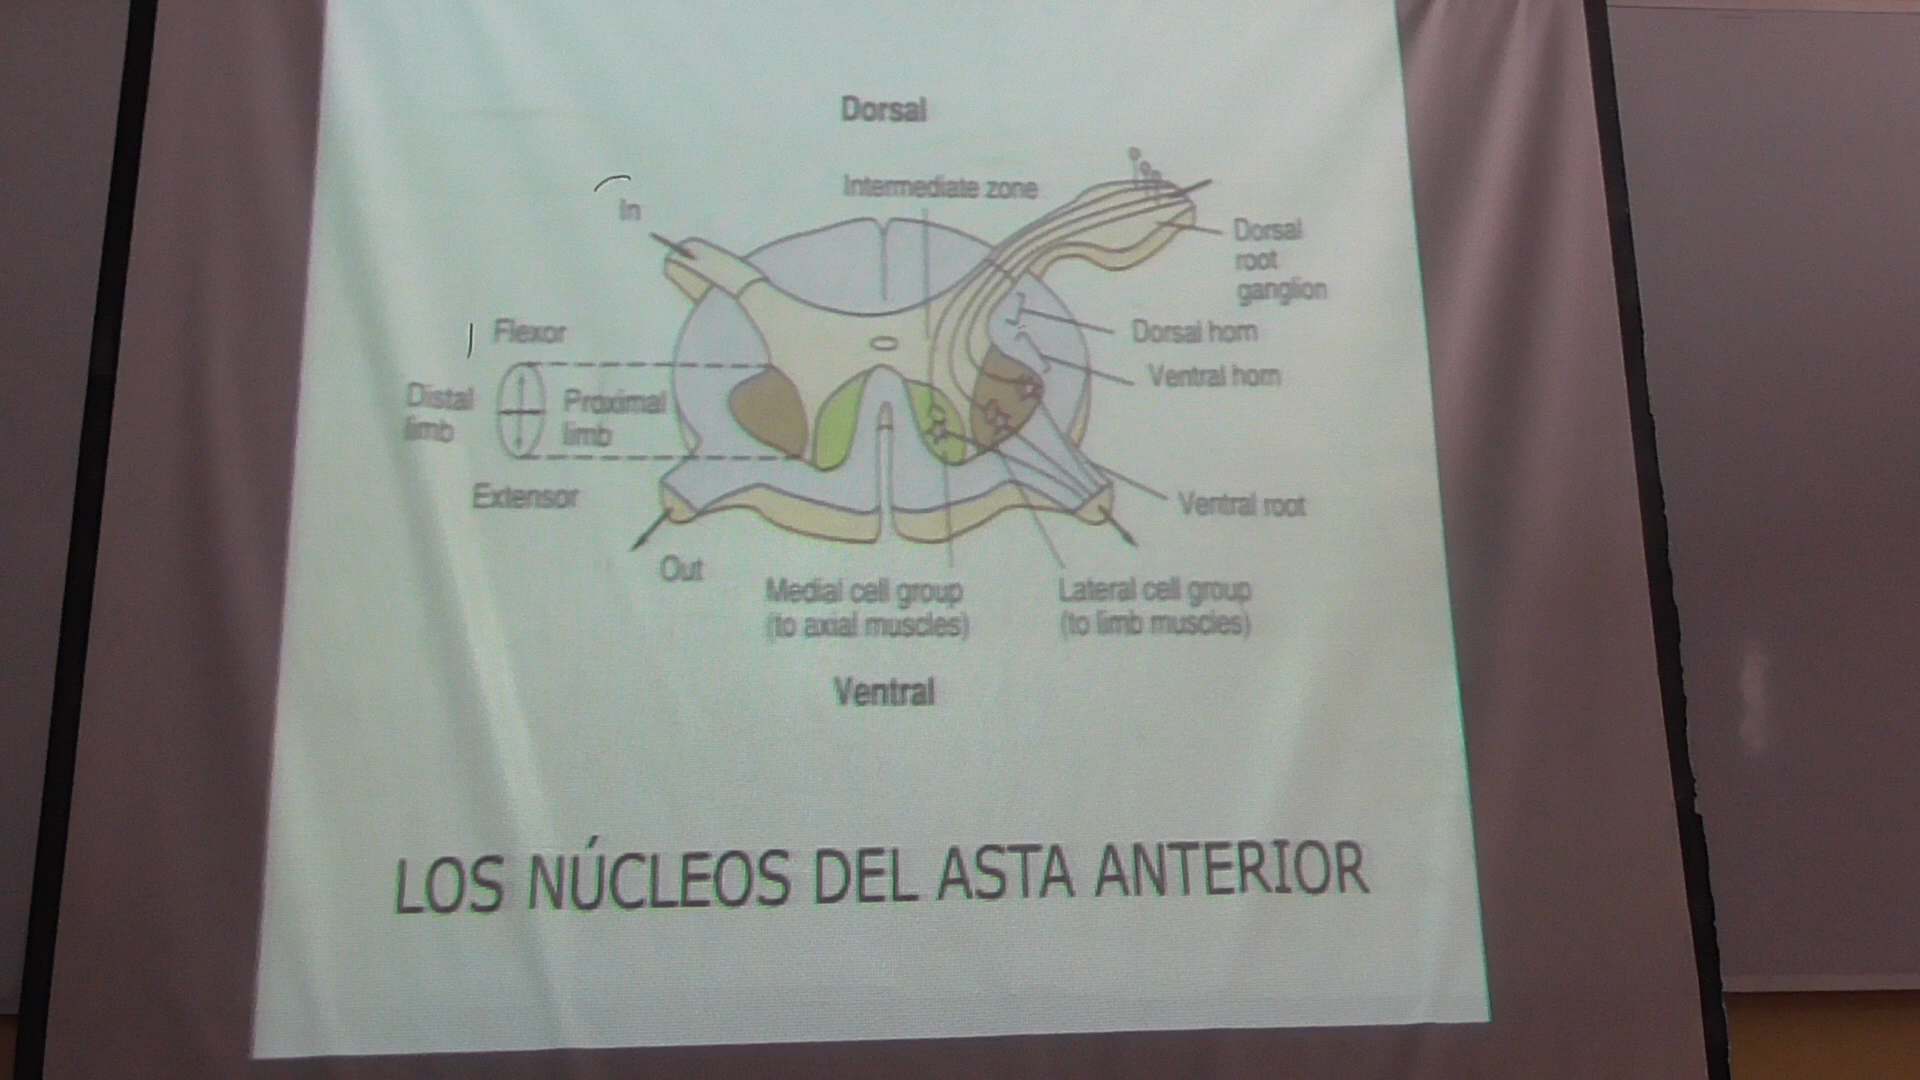 Dorsal
Intermediate zone
In
Dorsal
root
ganglion
Flexor
Dorsal horn
Ventral horn
Distal
limb
Proximal
limb
Extensor
Ventral root
Out
Medial cell group
(to axial muscles)
Lateral cell group
(to limb muscles)
Ventral
LOS NÚCLEOS DEL ASTA ANTERIOR